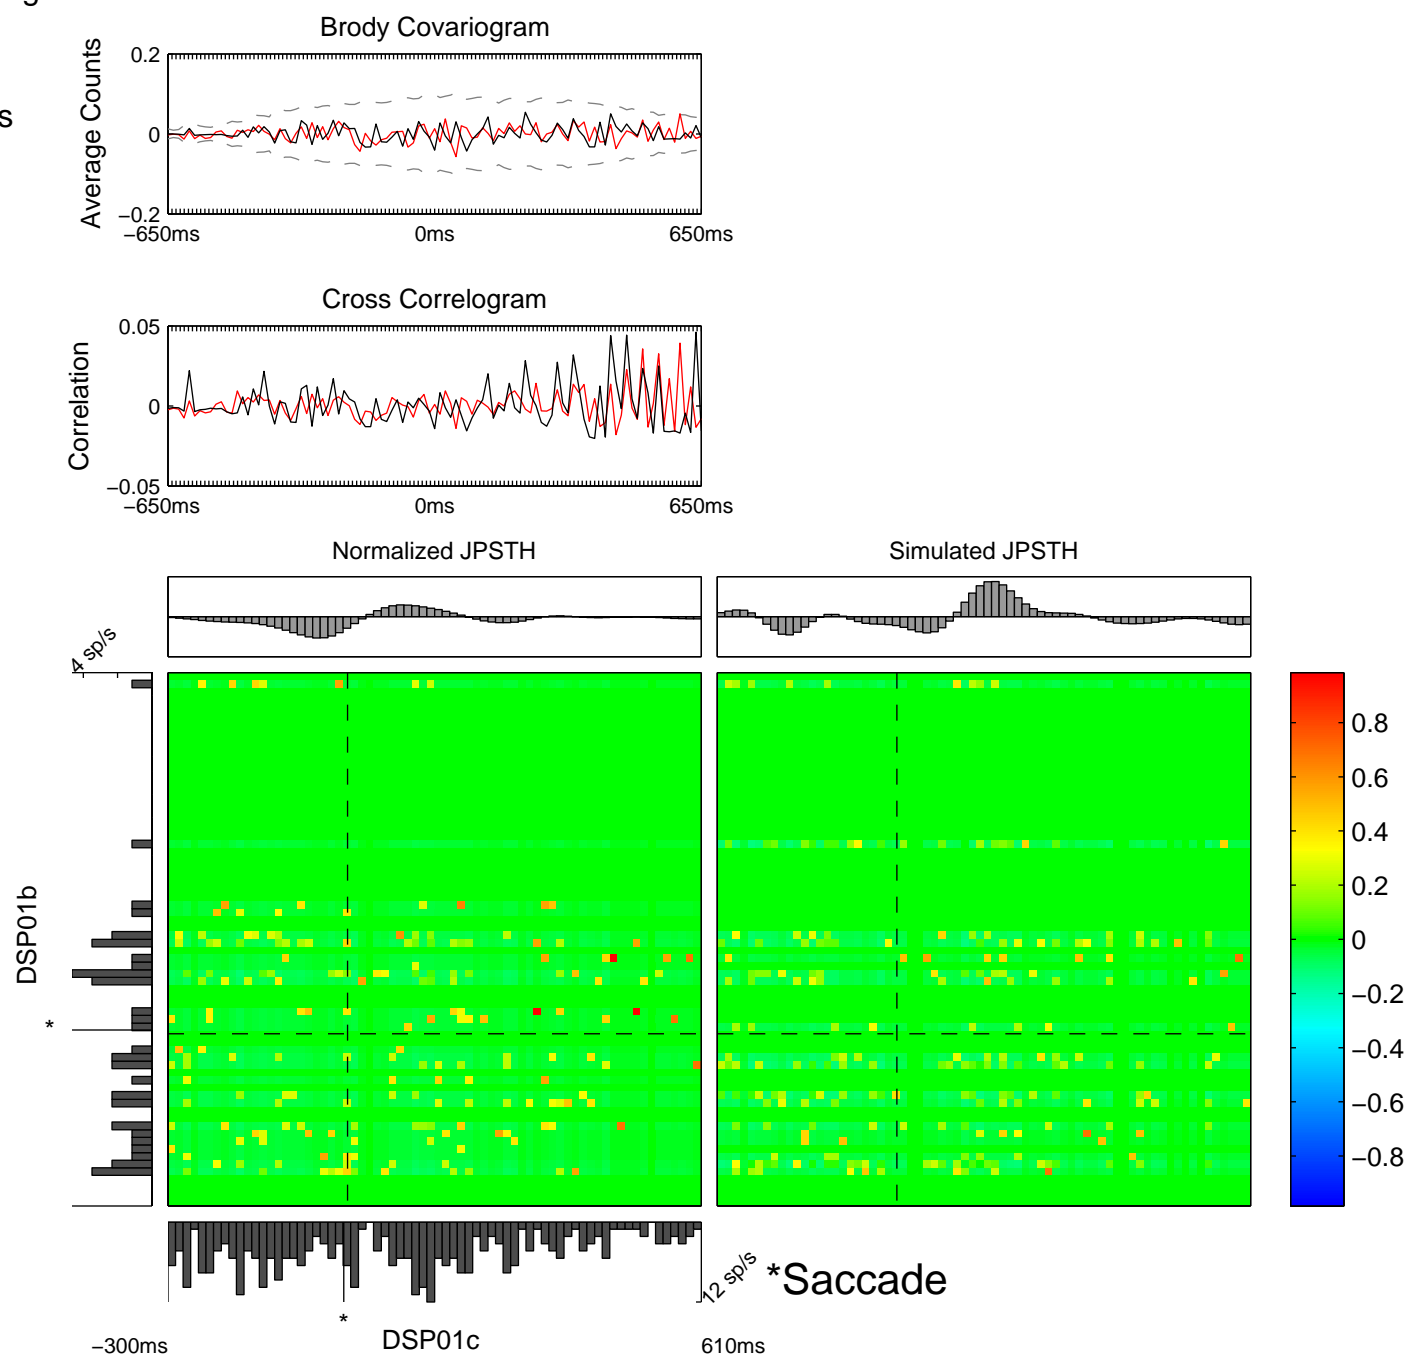 g
Brody Covariogram
s
Average Counts
0.2
0
−0.2
−650ms 0ms 650ms
Cross Correlogram
Correlation
0.05
0
−0.05
−650ms 0ms 650ms
Normalized JPSTH
Simulated JPSTH
4 sp/s
DSP01b
*
0.8
0.6
0.4
0.2
0
−0.2
−0.4
−0.6
−0.8
12 sp/s
*Saccade
*
−300ms
DSP01c
610ms